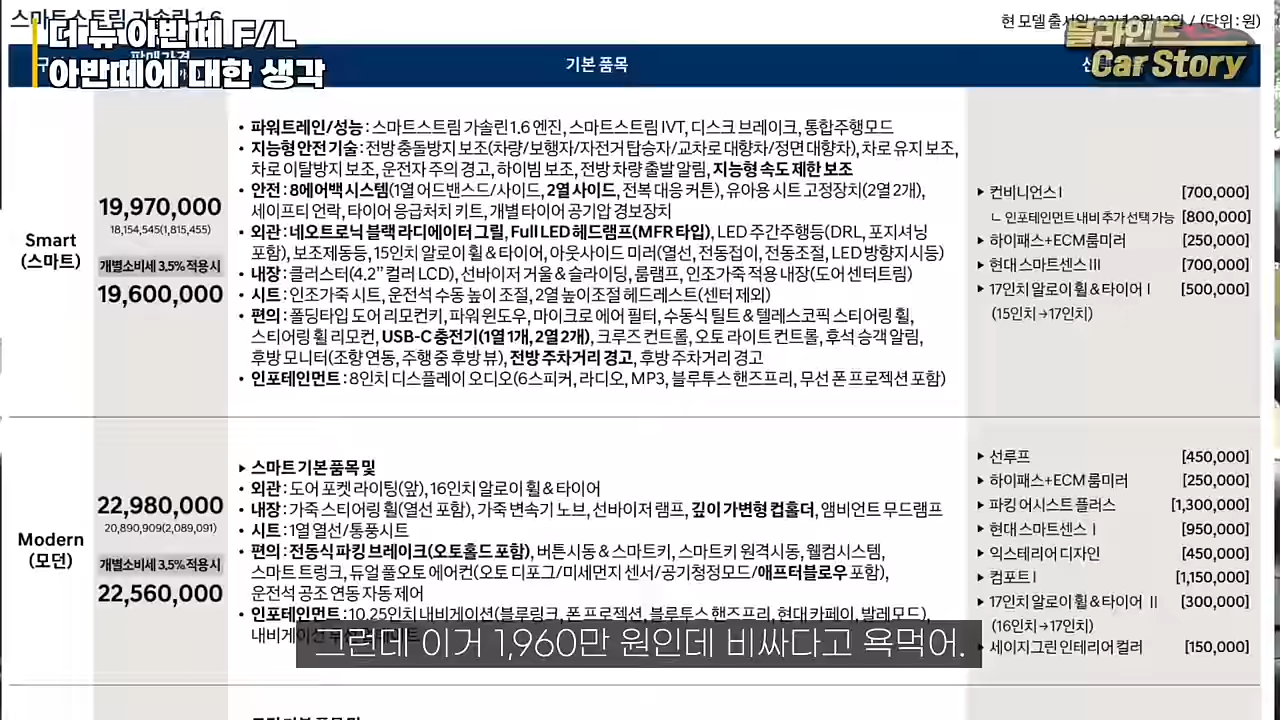 스마트스트림 가솔린 1.6
더 뉴 아반떼 F/L
아반떼에 대한 생각
블라인드
Car Story
(단위 : 원)
판매가격
기본 품목
Smart
(스마트)
19,970,000
18,154,545(1,815,455)
개별소비세 3.5% 적용 시
19,600,000
• 파워트레인/성능 : 스마트스트림 가솔린 1.6 엔진, 스마트스트림 IVT, 디스크 브레이크, 통합주행모드
• 지능형 안전 기술 : 전방 충돌방지 보조(차량/보행자/자전거 탑승자/교차로 대향차/정면 대향차), 차로 유지 보조,
차로 이탈방지 보조, 운전자 주의 경고, 하이빔 보조, 전방 차량 출발 알림, 지능형 속도 제한 보조
• 안전 : 8에어백 시스템(1열 어드밴스드/사이드, 2열 사이드, 전복 대응 커튼), 유아용 시트 고정장치(2열 2개),
세이프티 언락, 타이어 응급처치 키트, 개별 타이어 공기압 경보장치
• 외관 : 네오트로닉 블랙 라디에이터 그릴, Full LED 헤드램프(MFR 타입), LED 주간주행등(DRL, 포지셔닝
포함), 보조제동등, 15인치 알로이 휠 & 타이어, 아웃사이드 미러(열선, 전동접이, 전동조절, LED 방향지시등)
• 내장 : 클러스터(4.2" 컬러 LCD), 선바이저 거울 & 슬라이딩, 룸램프, 인조가죽 적용 내장(도어 센터트림)
• 시트 : 인조가죽 시트, 운전석 수동 높이 조절, 2열 높이조절 헤드레스트(센터 제외)
• 편의 : 폴딩타입 도어 리모컨키, 파워 윈도우, 마이크로 에어 필터, 수동식 틸트 & 텔레스코픽 스티어링 휠,
스티어링 휠 리모컨, USB-C 충전기(1열 1개, 2열 2개), 크루즈 컨트롤, 오토 라이트 컨트롤, 후석 승객 알림,
후방 모니터(조향 연동, 주행 중 후방 뷰), 전방 주차거리 경고, 후방 주차거리 경고
• 인포테인먼트 : 8인치 디스플레이 오디오(6스피커, 라디오, MP3, 블루투스 핸즈프리, 무선 폰 프로젝션 포함)
▶ 컨비니언스 I [700,000]
ㄴ 인포테인먼트 내비 추가 선택 가능 [800,000]
▶ 하이패스+ECM 룸미러 [250,000]
▶ 현대 스마트센스 III [700,000]
▶ 17인치 알로이 휠 & 타이어 I [500,000]
(15인치→17인치)
Modern
(모던)
22,980,000
20,890,909(2,089,091)
개별소비세 3.5% 적용 시
22,560,000
▶ 스마트 기본 품목 및
• 외관 : 도어 포켓 라이팅(앞), 16인치 알로이 휠 & 타이어
• 내장 : 가죽 스티어링 휠(열선 포함), 가죽 변속기 노브, 선바이저 램프, 깊이 가변형 컵홀더, 앰비언트 무드램프
• 시트 : 1열 열선/통풍시트
• 편의 : 전동식 파킹 브레이크(오토홀드 포함), 버튼시동 & 스마트키, 스마트키 원격시동, 웰컴시스템,
스마트 트렁크, 듀얼 풀오토 에어컨(오토 디포그/미세먼지 센서/공기청정모드/애프터블로우 포함),
운전석 공조 연동 자동 제어
• 인포테인먼트 : 10.25인치 내비게이션(블루링크, 폰 프로젝션, 블루투스 핸즈프리, 현대 카페이, 발레모드),
▶ 선루프 [450,000]
▶ 하이패스+ECM 룸미러 [250,000]
▶ 파킹 어시스트 플러스 [1,300,000]
▶ 현대 스마트센스 I [950,000]
▶ 익스테리어 디자인 [450,000]
▶ 컴포트 I [1,150,000]
▶ 17인치 알로이 휠 & 타이어 II [300,000]
(16인치→17인치)
▶ 세이지 그린 인테리어 컬러 [150,000]
그런데 이거 1,960만 원인데 비싸다고 욕먹어.